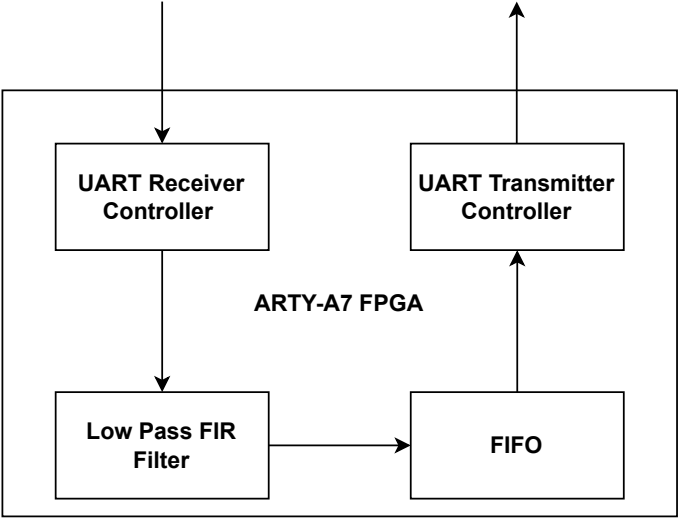 UART Receiver
Controller
UART Transmitter
Controller
ARTY-A7 FPGA
Low Pass FIR
Filter
FIFO